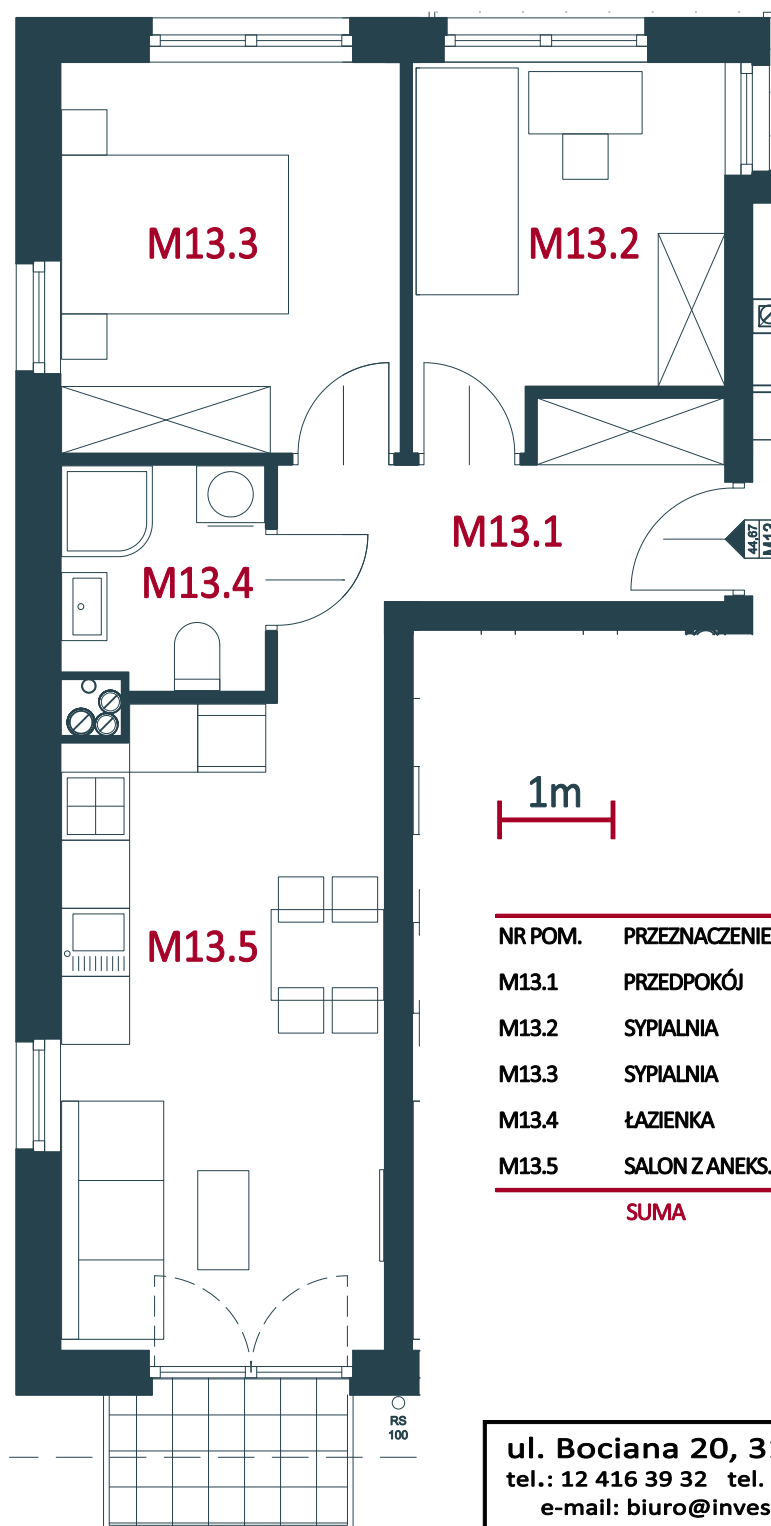 M13.3
M13.2
M13.1
44.67
M13
M13.4
1m
M13.5
NR POM. PRZEZNACZENIE
M13.1 PRZEDPOKÓJ
M13.2 SYPIALNIA
M13.3 SYPIALNIA
M13.4 ŁAZIENKA
M13.5 SALON Z ANEKS.
SUMA
RS
100
ul. Bociana 20, 31
tel.: 12 416 39 32 tel.
e-mail: biuro@inves